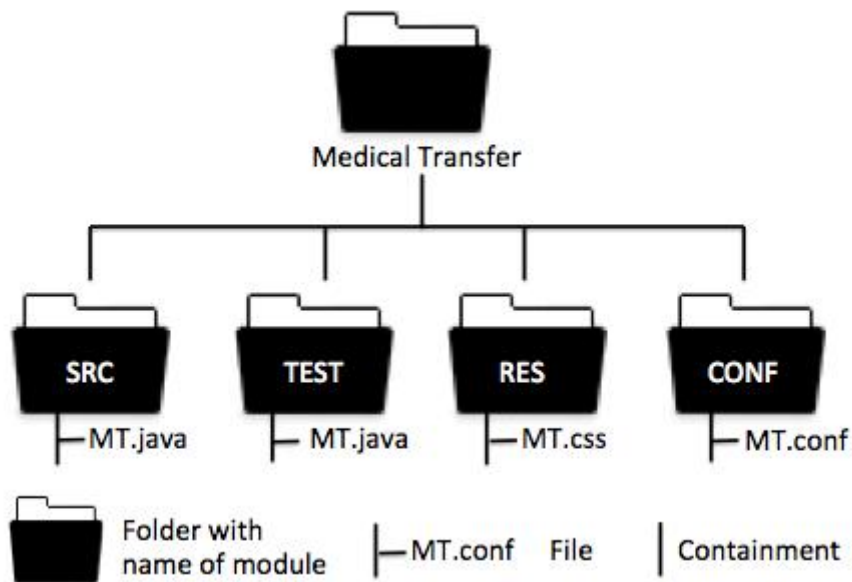 Medical Transfer
SRC
TEST
RES
CONF
MT.java
MT.java
MT.css
MT.conf
Folder with
name of module
MT.conf File
Containment